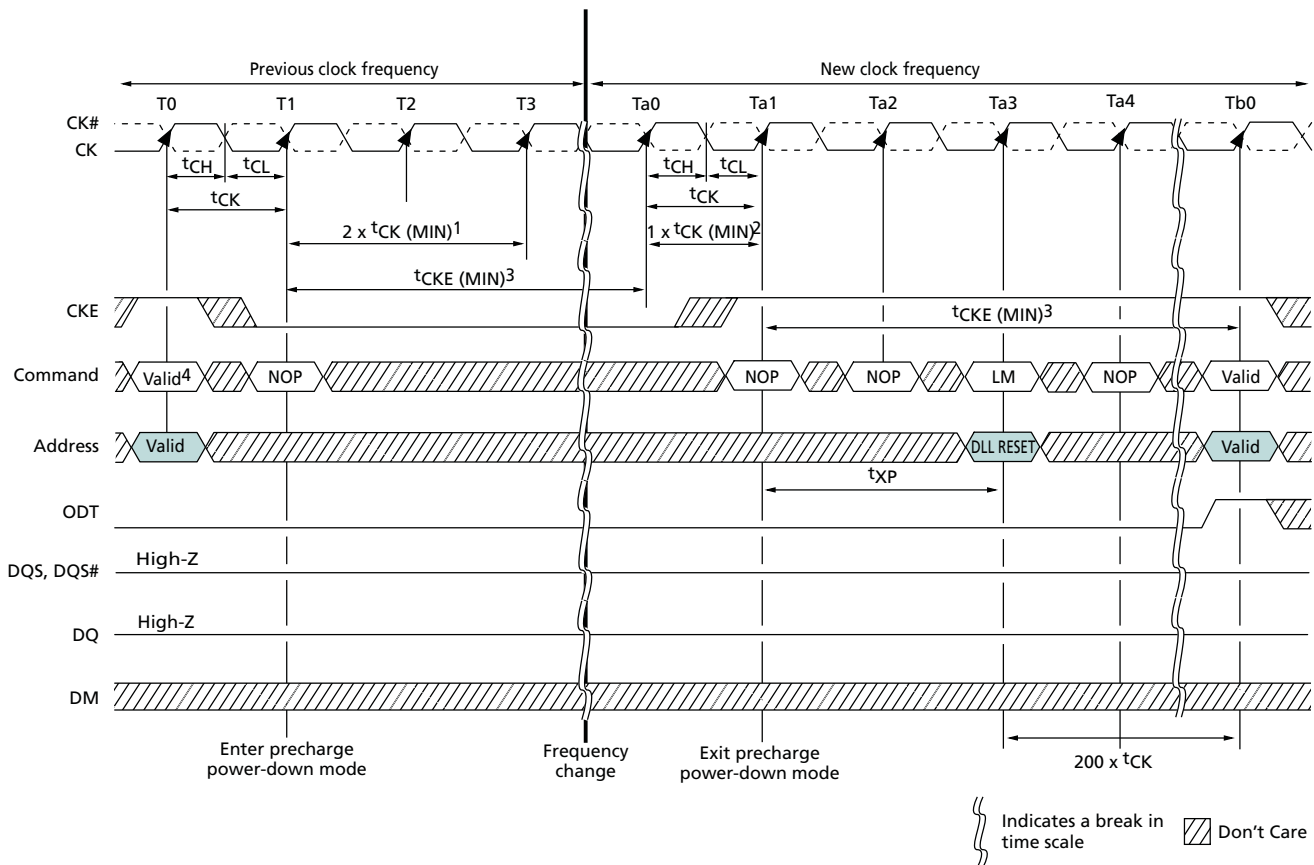 Previous clock frequency
New clock frequency
T0 T1 T2 T3 Ta0 Ta1 Ta2 Ta3 Ta4 Tb0
CK#
CK
tCH tCL tCH tCL
tCK tCK
2 x tCK (MIN)1 1 x tCK (MIN)2
tCKE (MIN)3
CKE
tCKE (MIN)3
Command Valid4 NOP NOP NOP LM NOP Valid
Address Valid DLL RESET Valid
tXP
ODT
High-Z
DQS, DQS#
High-Z
DQ
DM
Enter precharge
power-down mode
Frequency
change
Exit precharge
power-down mode
200 x tCK
Indicates a break in
time scale
Don't Care